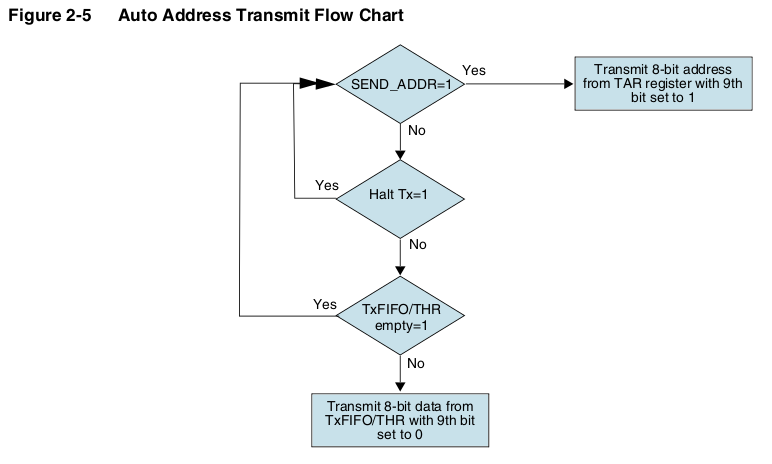 Figure 2-5 Auto Address Transmit Flow Chart
SEND_ADDR=1
Yes
Transmit 8-bit address
from TAR register with 9th
bit set to 1
No
Halt Tx=1
Yes
No
TxFIFO/THR
empty=1
Yes
No
Transmit 8-bit data from
TxFIFO/THR with 9th bit
set to 0